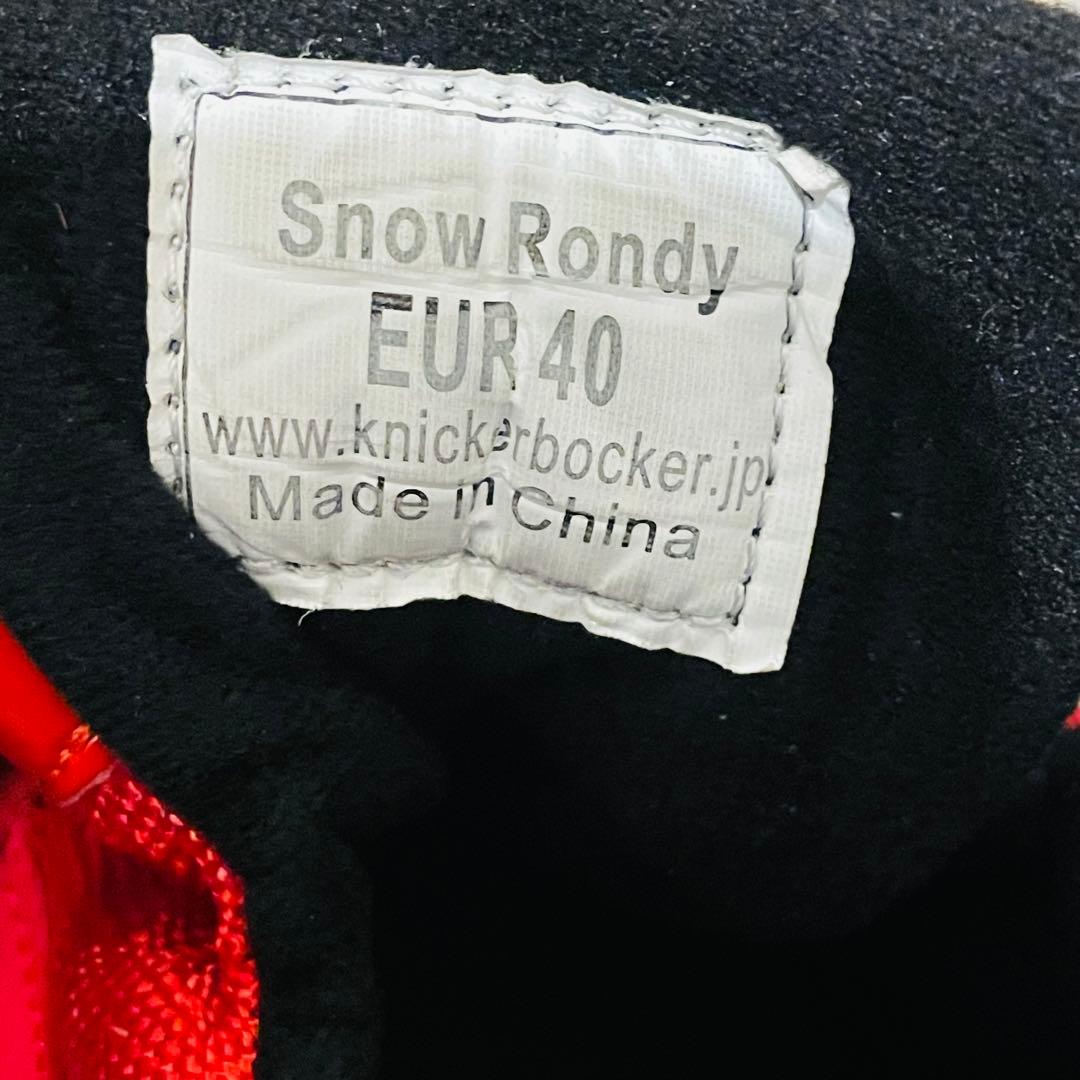 Snow Rondy
EUR 40
www.knickerbocker.jp
Made in China